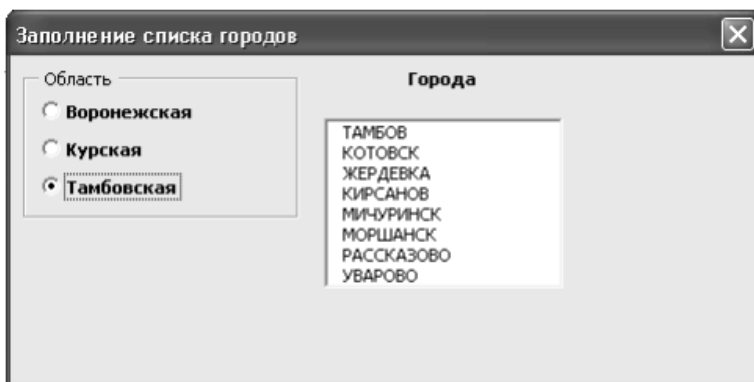 Заполнение списка городов
Область
Воронежская
Курская
Тамбовская
Города
ТАМБОВ
КОТОВСК
ЖЕРДЕВКА
КИРСАНОВ
МИЧУРИНСК
МОРШАНСК
РАССКАЗОВО
УВАРОВО